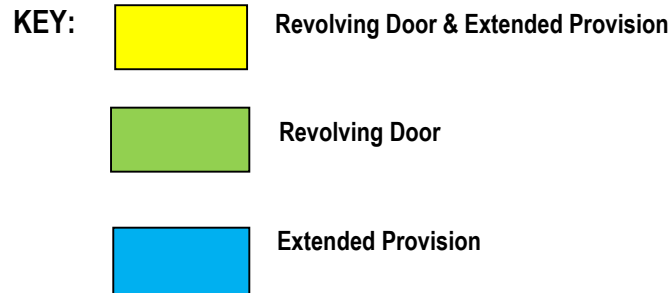 KEY: Revolving Door & Extended Provision
Revolving Door
Extended Provision